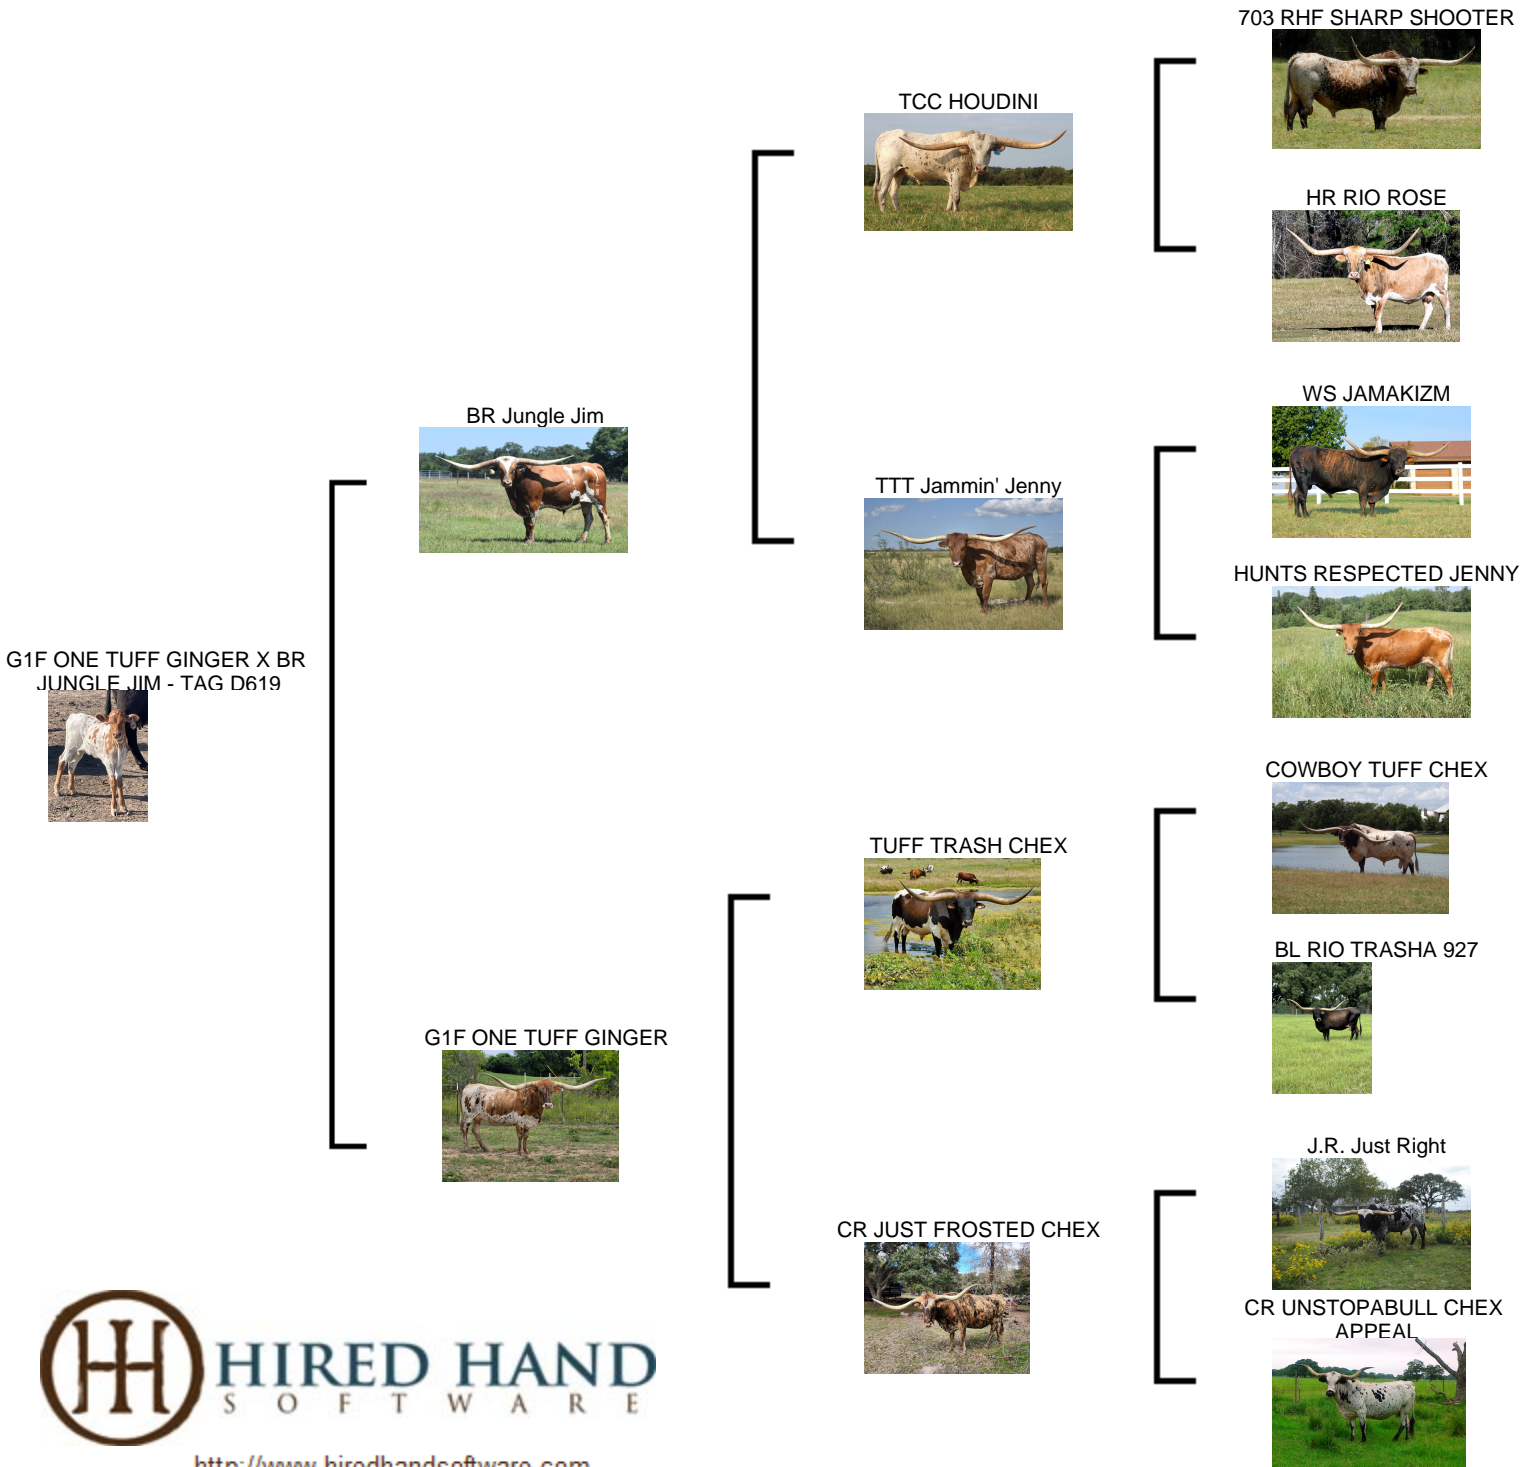 703 RHF SHARP SHOOTER
TCC HOUDINI
HR RIO ROSE
BR Jungle Jim
WS JAMAKIZM
TTT Jammin' Jenny
HUNTS RESPECTED JENNY
G1F ONE TUFF GINGER X BR
JUNGLE JIM - TAG D619
COWBOY TUFF CHEX
TUFF TRASH CHEX
BL RIO TRASHA 927
G1F ONE TUFF GINGER
J.R. Just Right
CR JUST FROSTED CHEX
CR UNSTOPABULL CHEX
APPEAL
HIRED HAND
SOFTWARE
http://www.hiredhandsoftware.com